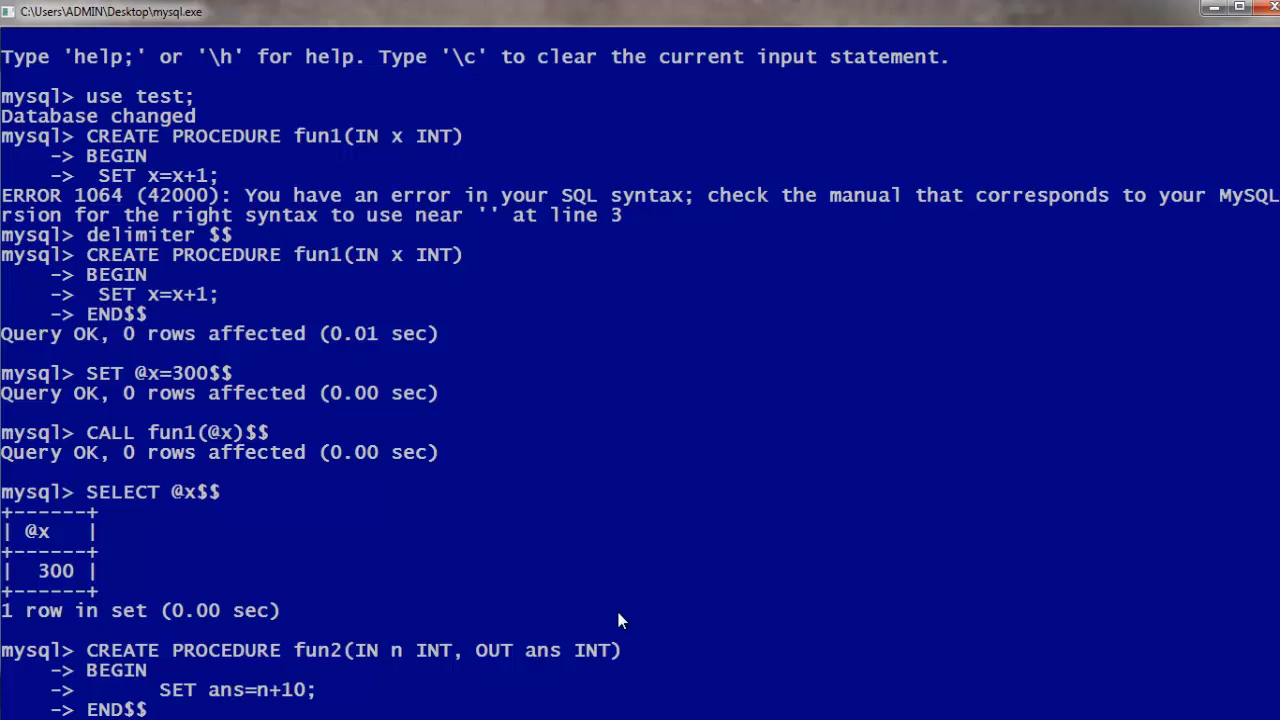 C:\Users\ADMIN\Desktop\mysql.exe
Type 'help;' or '\h' for help. Type '\c' to clear the current input statement.
mysql> use test;
Database changed
mysql> CREATE PROCEDURE fun1(IN x INT)
    -> BEGIN
    ->  SET x=x+1;
ERROR 1064 (42000): You have an error in your SQL syntax; check the manual that corresponds to your MySQL
rsion for the right syntax to use near '' at line 3
mysql> delimiter $$
mysql> CREATE PROCEDURE fun1(IN x INT)
    -> BEGIN
    ->  SET x=x+1;
    -> END$$
Query OK, 0 rows affected (0.01 sec)
mysql> SET @x=300$$
Query OK, 0 rows affected (0.00 sec)
mysql> CALL fun1(@x)$$
Query OK, 0 rows affected (0.00 sec)
mysql> SELECT @x$$
+------+
| @x   |
+------+
|  300 |
+------+
1 row in set (0.00 sec)
mysql> CREATE PROCEDURE fun2(IN n INT, OUT ans INT)
    -> BEGIN
    ->       SET ans=n+10;
    -> END$$